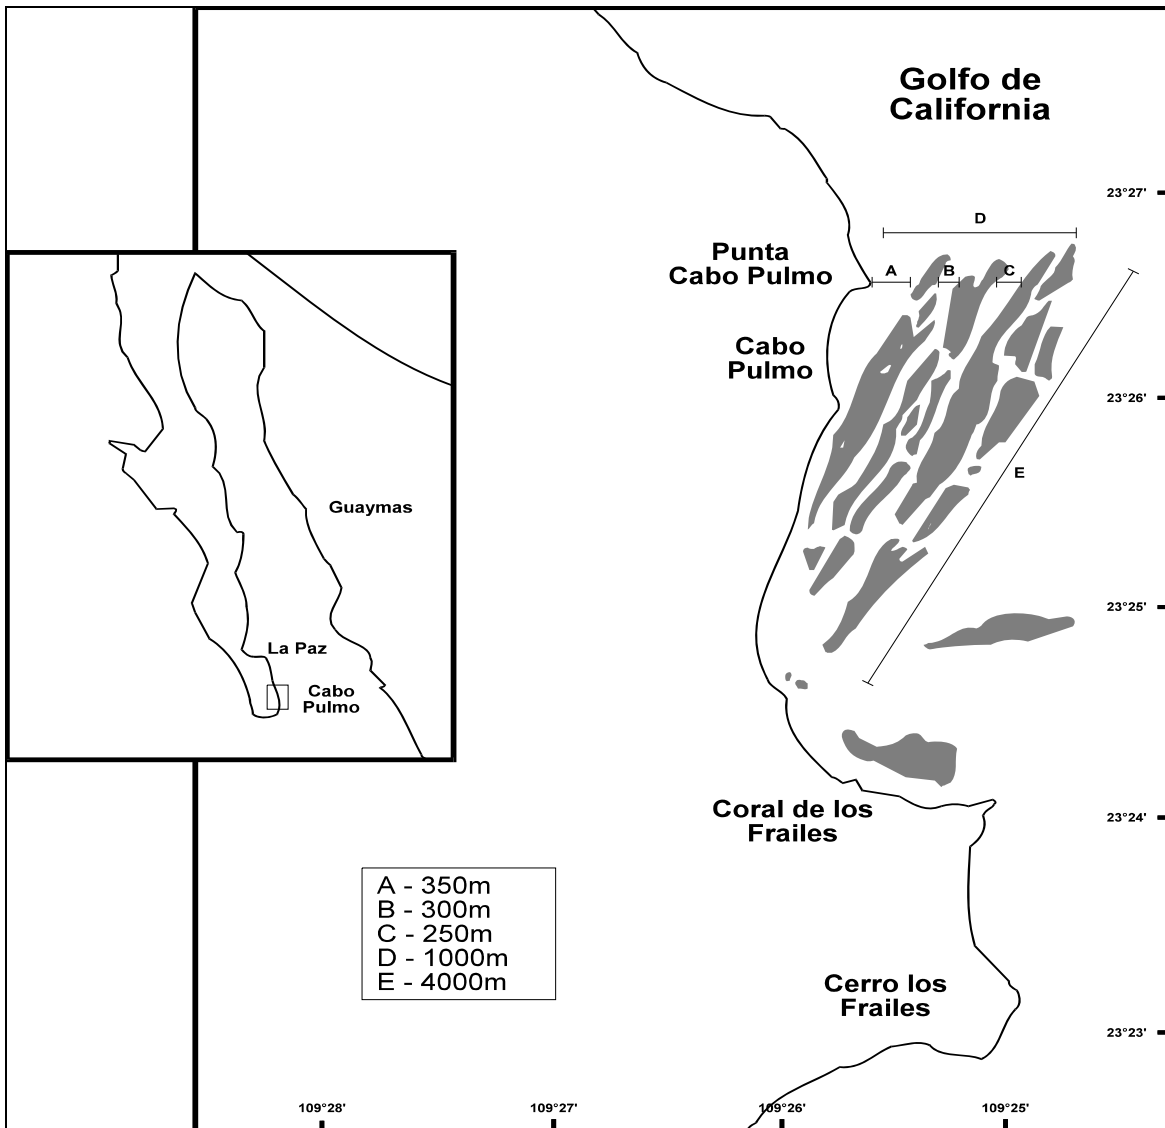 Golfo de
California
23°27'
D
Punta
Cabo Pulmo
A
B
C
Cabo
Pulmo
23°26'
E
Guaymas
23°25'
La Paz
Cabo
Pulmo
Coral de los
Frailes
23°24'
A - 350m
B - 300m
C - 250m
D - 1000m
E - 4000m
Cerro los
Frailes
23°23'
109°28'
109°27'
109°26'
109°25'